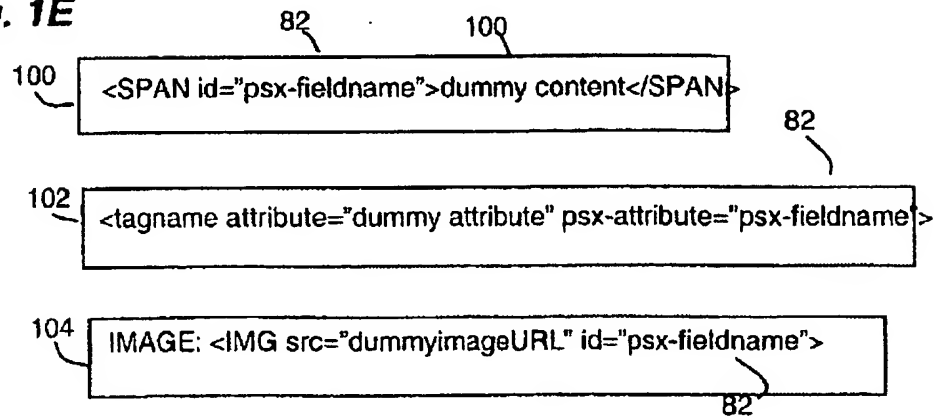 1E
82
100
100
<SPAN id="psx-fieldname">dummy content</SPAN>
82
102
<tagname attribute="dummy attribute" psx-attribute="psx-fieldname">
104
IMAGE: <IMG src="dummyimageURL" id="psx-fieldname">
82